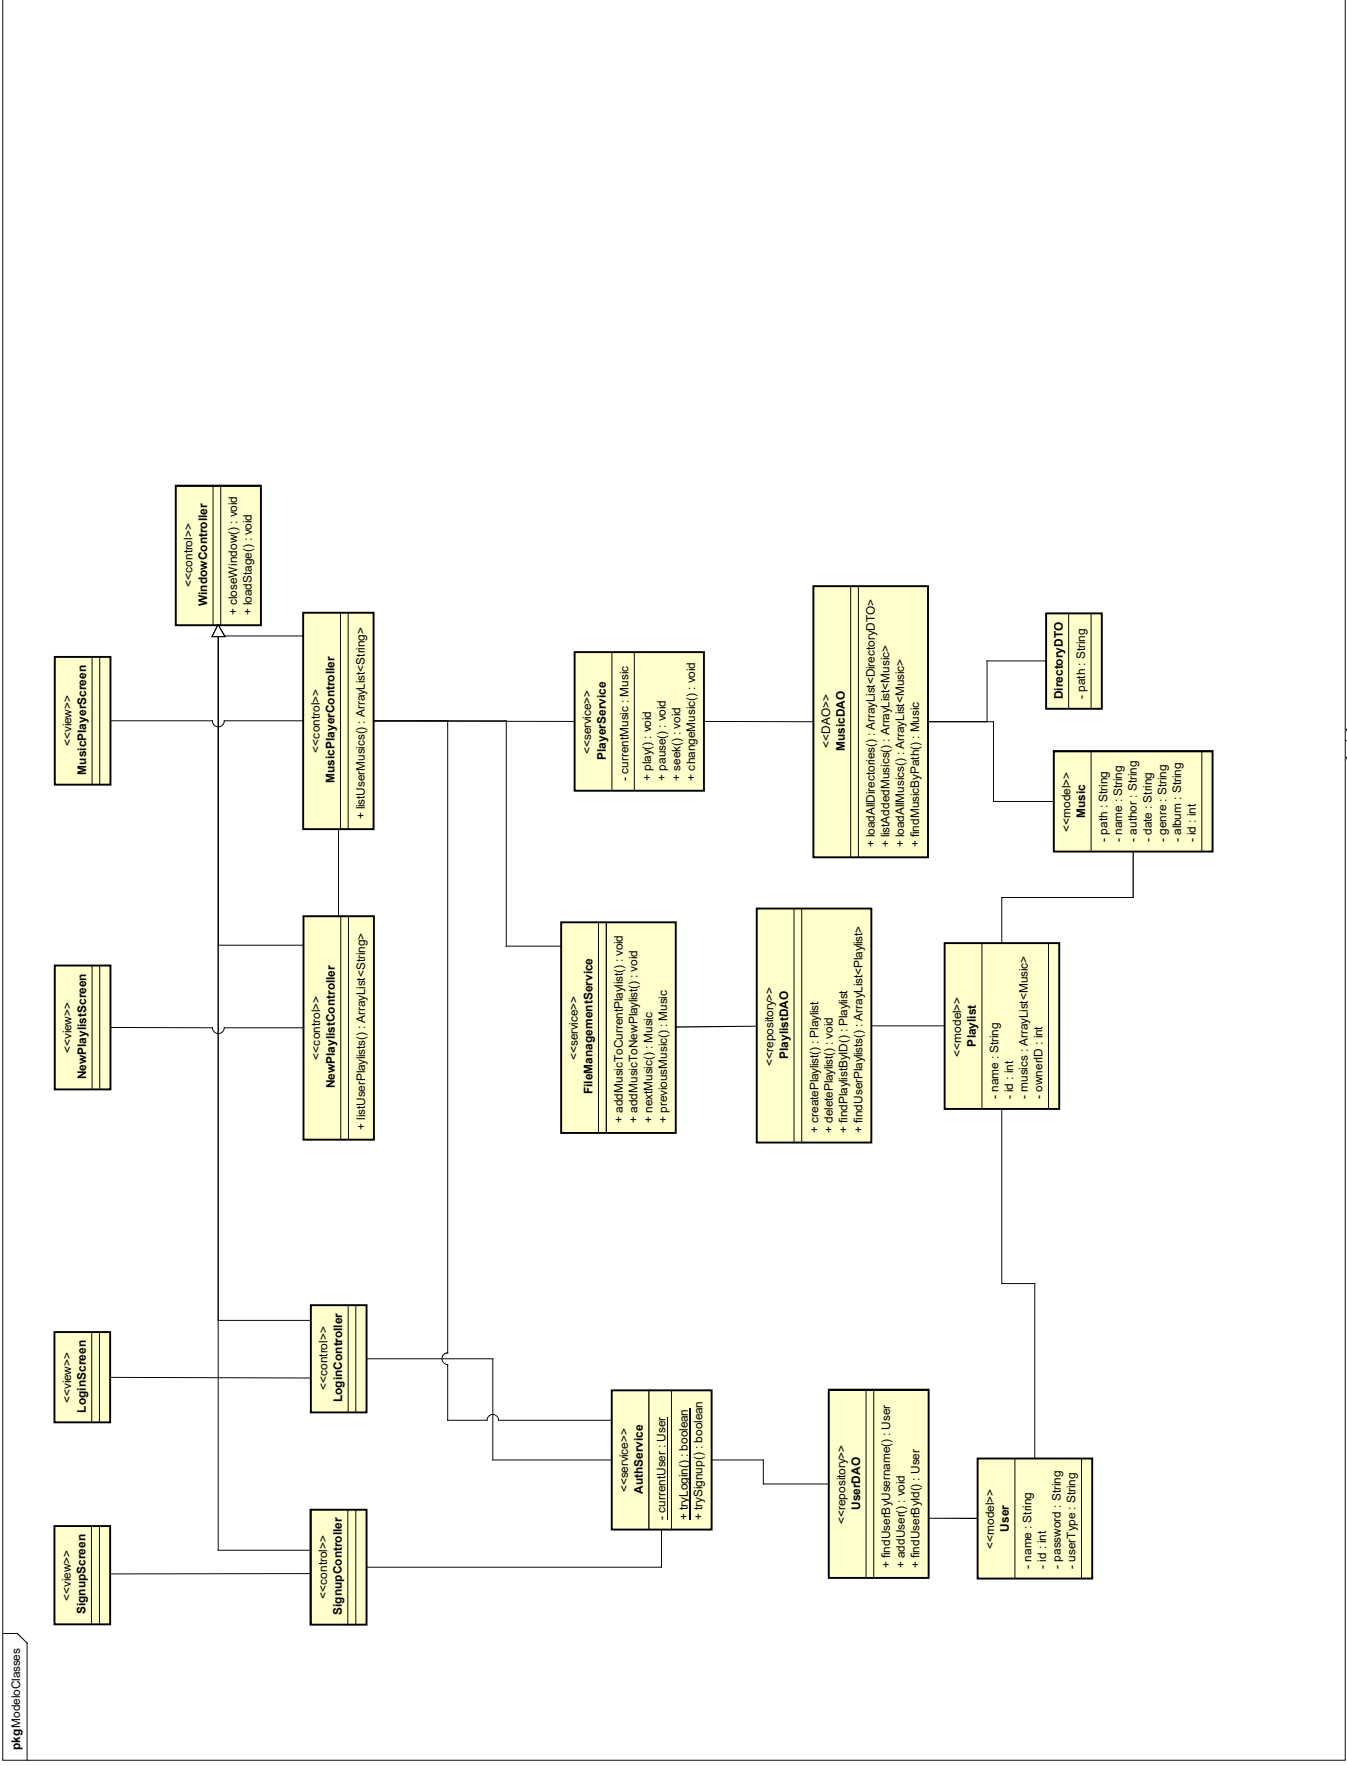 pkg ModeloClasses
<<view>>
SignupScreen
<<view>>
LoginScreen
<<view>>
NewPlaylistScreen
<<view>>
MusicPlayerScreen
<<control>>
WindowController
+ closeWindow() : void
+ loadStage() : void
<<control>>
SignupController
<<control>>
LoginController
<<control>>
NewPlaylistController
+ listUserPlaylists() : ArrayList<String>
<<control>>
MusicPlayerController
+ listUserMusics() : ArrayList<String>
<<service>>
AuthService
- currentUser : User
+ tryLogin() : boolean
+ trySignup() : boolean
<<service>>
FileManagementService
+ addMusicToCurrentPlaylist() : void
+ addMusicToNewPlaylist() : void
+ nextMusic() : Music
+ previousMusic() : Music
<<service>>
PlayerService
- currentMusic : Music
+ play() : void
+ pause() : void
+ seek() : void
+ changeMusic() : void
<<repository>>
UserDAO
+ findUserByUsername() : User
+ addUser() : void
+ findUserById() : User
<<repository>>
PlaylistDAO
+ createPlaylist() : Playlist
+ deletePlaylist() : void
+ findPlaylistByID() : Playlist
+ findUserPlaylists() : ArrayList<Playlist>
<<DAO>>
MusicDAO
+ loadAllDirectories() : ArrayList<DirectoryDTO>
+ listAddedMusics() : ArrayList<Music>
+ loadAllMusics() : ArrayList<Music>
+ findMusicByPath() : Music
<<model>>
User
- name : String
- id : int
- password : String
- userType : String
<<model>>
Playlist
- name : String
- id : int
- musics : ArrayList<Music>
- ownerID : int
<<model>>
Music
- path : String
- name : String
- author : String
- date : String
- genre : String
- album : String
- id : int
DirectoryDTO
- path : String